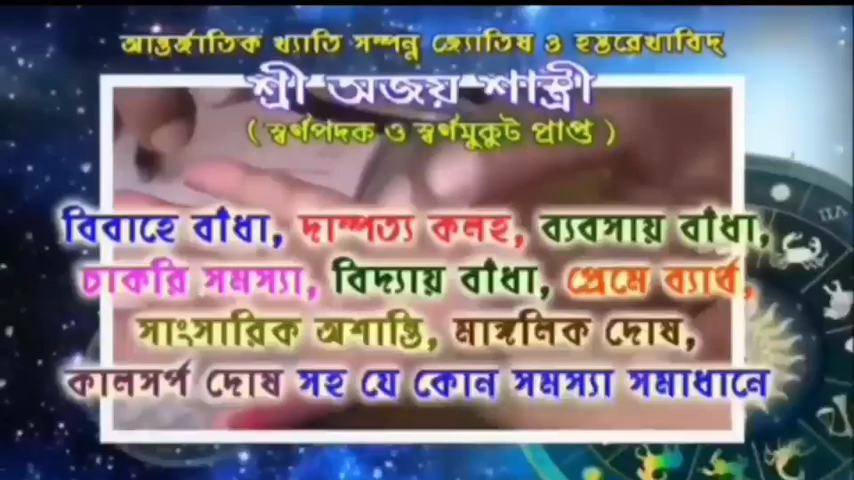 আন্তর্জাতিক খ্যাতি সম্পন্ন জ্যোতিষ ও হস্তরেখাবিদ্
শ্রী অজয় শাস্ত্রী
( স্বর্ণপদক ও স্বর্ণমুকুট প্রাপ্ত )
বিবাহে বাঁধা, দাম্পত্য কলহ, ব্যবসায় বাঁধা,
চাকরি সমস্যা, বিদ্যায় বাঁধা, প্রেমে ব্যার্থ,
সাংসারিক অশান্তি, মাঙ্গলিক দোষ,
কালসর্প দোষ সহ যে কোন সমস্যা সমাধানে